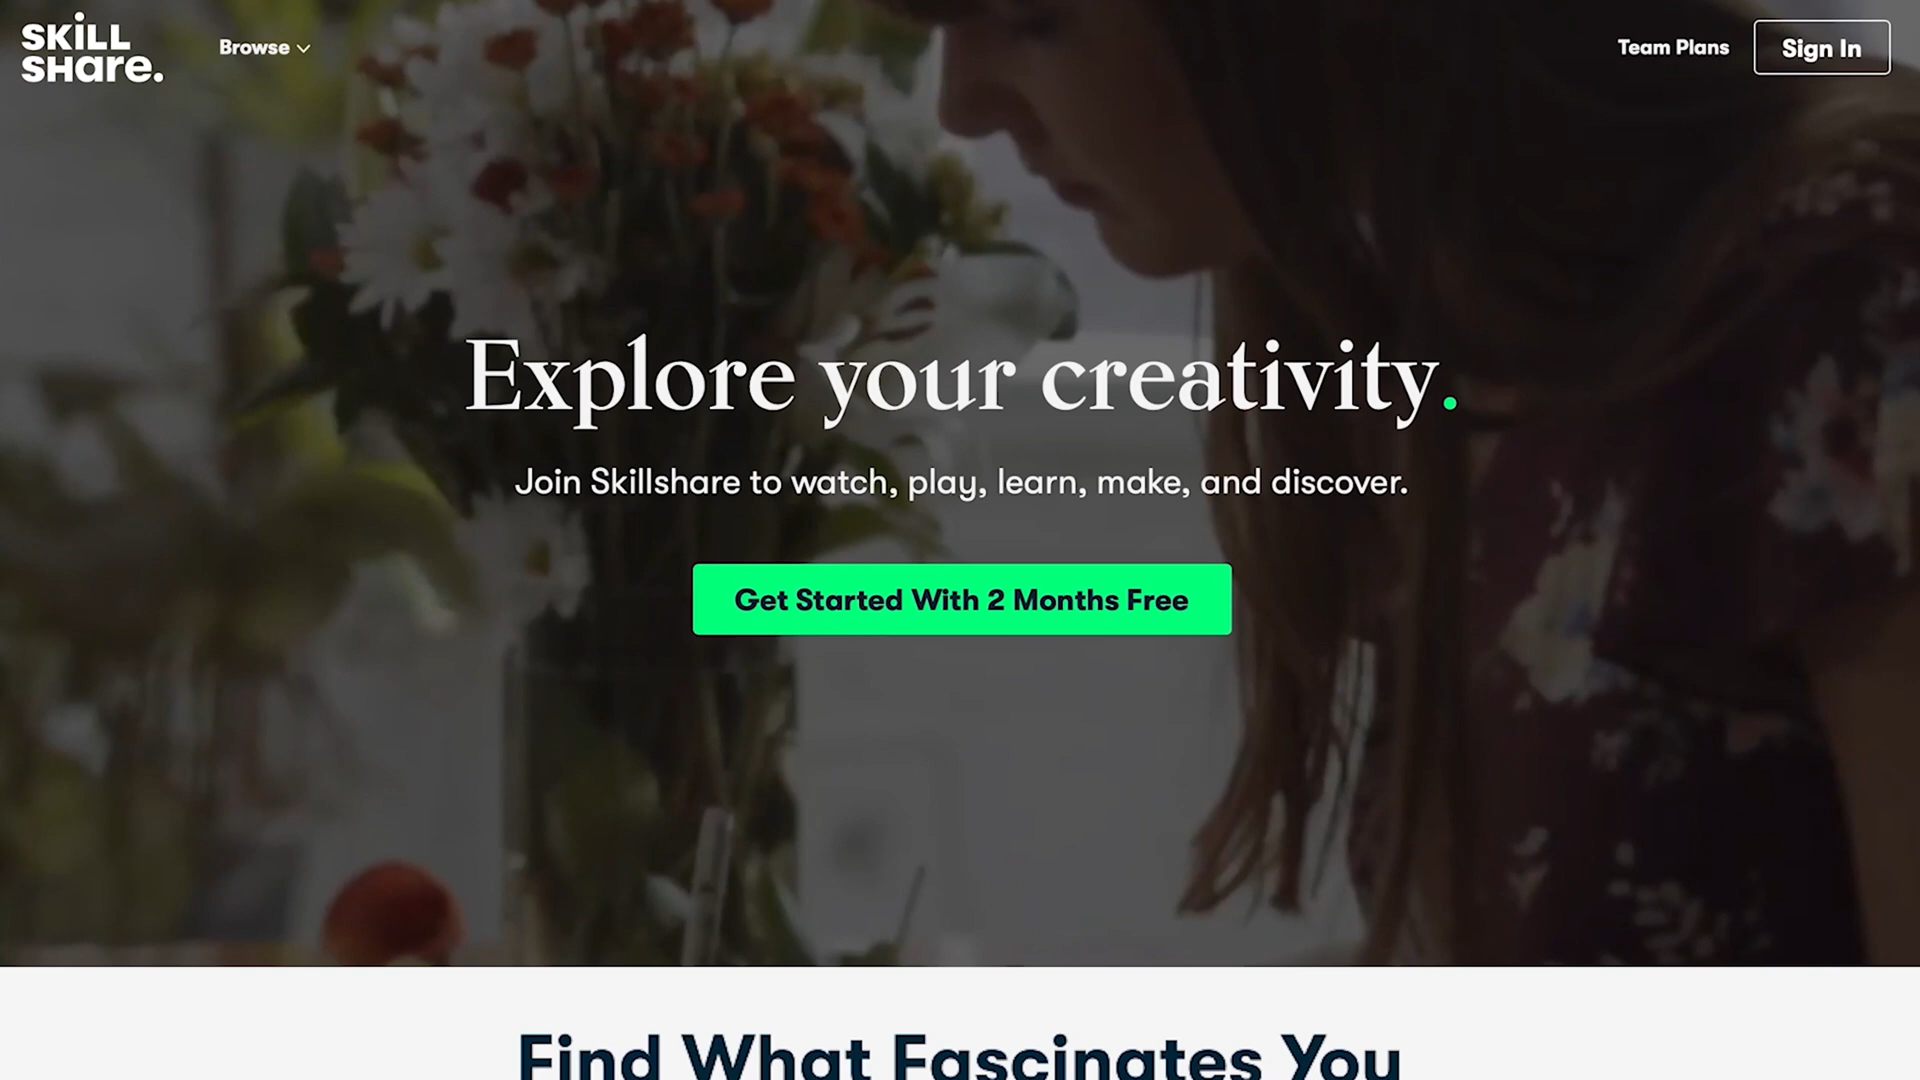 SKILL
SHare.
Browse
Team Plans
Sign In
Explore your creativity.
Join Skillshare to watch, play, learn, make, and discover.
Get Started With 2 Months Free
Find What Fascinates You